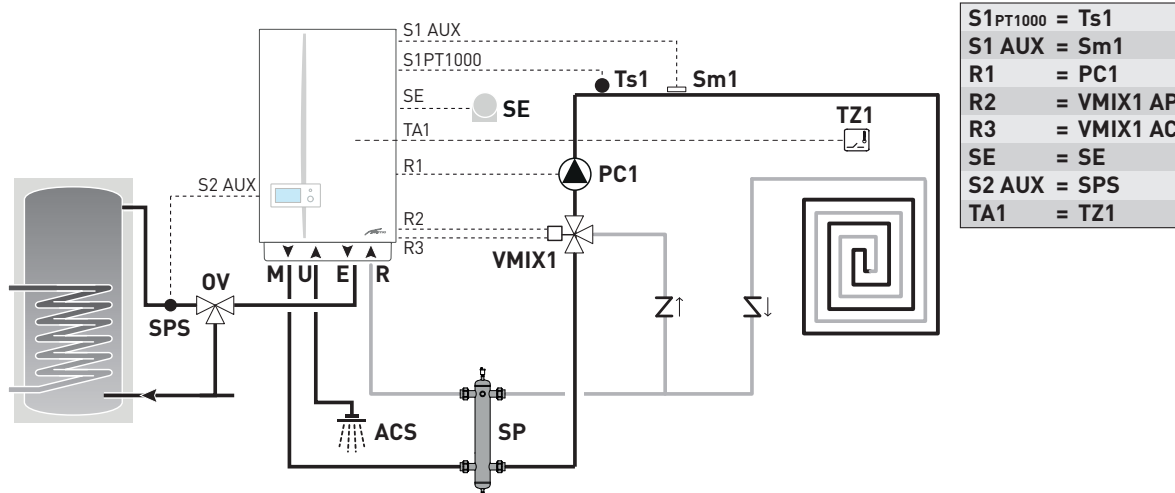 S1 AUX
S1PT1000
SE
TA1
R1
R2
R3
S2 AUX
Ts1
Sm1
SE
TZ1
PC1
VMIX1
M U E R
OV
SPS
ACS
SP
S1PT1000 = Ts1
S1 AUX = Sm1
R1 = PC1
R2 = VMIX1 AP
R3 = VMIX1 AC
SE = SE
S2 AUX = SPS
TA1 = TZ1